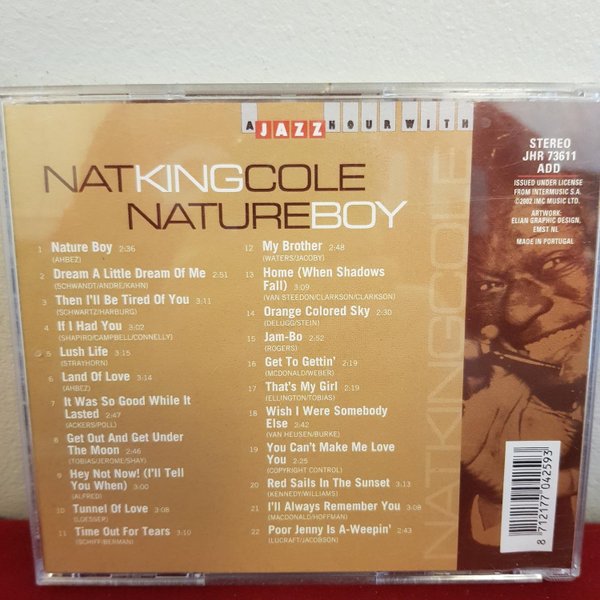 A JAZZ HOUR WITH
NATKINGCOLE
NATUREBOY
STEREO
JHR 73611
ADD
ISSUED UNDER LICENSE
FROM INTERMUSIC S.A.
©2002 IMC MUSIC LTD.
ARTWORK:
ELIAN GRAPHIC DESIGN,
EMST NL
MADE IN PORTUGAL
1 Nature Boy 2:36
(AHBEZ)
2 Dream A Little Dream Of Me 2:51
(SCHWANDT/ANDRE/KAHN)
3 Then I'll Be Tired Of You 3:11
(SCHWARTZ/HARBURG)
4 If I Had You 3:02
(SHAPIRO/CAMPBELL/CONNELLY)
5 Lush Life 3:15
(STRAYHORN)
6 Land Of Love 3:14
(AHBEZ)
7 It Was So Good While It
Lasted 2:47
(ACKERS/POLL)
8 Get Out And Get Under
The Moon 2:46
(TOBIAS/JEROME/SHAY)
9 Hey Not Now! (I'll Tell
You When) 3:00
(ALFRED)
10 Tunnel Of Love 3:08
(LOESSER)
11 Time Out For Tears 3:10
(SCHIFF/BERMAN)
12 My Brother 2:48
(WATERS/JACOBY)
13 Home (When Shadows
Fall) 3:09
(VAN STEEDON/CLARKSON/CLARKSON)
14 Orange Colored Sky 2:30
(DELUGG/STEIN)
15 Jam-Bo 2:52
(ROGERS)
16 Get To Gettin' 2:19
(MCDONALD/WEBER)
17 That's My Girl 2:19
(ELLINGTON/TOBIAS)
18 Wish I Were Somebody
Else 2:42
(VAN HEUSEN/BURKE)
19 You Can't Make Me Love
You 2:25
(COPYRIGHT CONTROL)
20 Red Sails In The Sunset 3:13
(KENNEDY/WILLIAMS)
21 I'll Always Remember You 3:08
(MACDONALD/HOFFMAN)
22 Poor Jenny Is A-Weepin' 2:43
(LUCRAFT/JACOBSON)
NATKINGCOLE
8 712177 042593